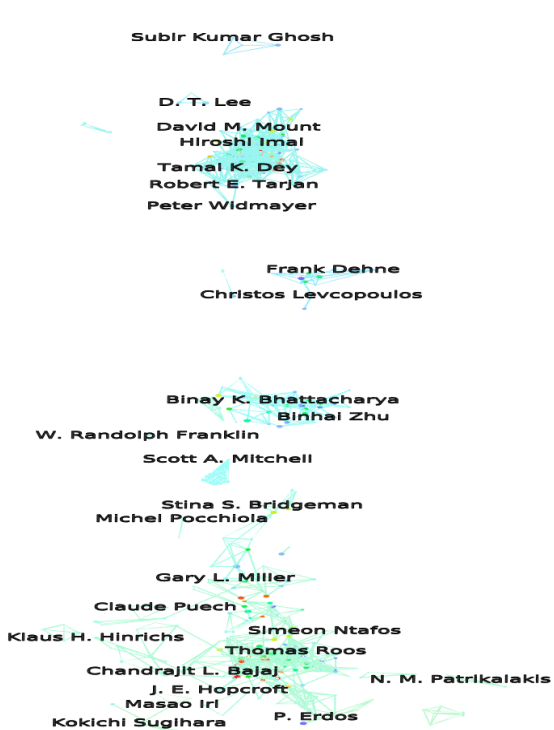 Subir Kumar Ghosh
D. T. Lee
David M. Mount
Hiroshi Imai
Tamal K. Dey
Robert E. Tarjan
Peter Widmayer
Frank Dehne
Christos Levcopoulos
Binay K. Bhattacharya
Binhai Zhu
W. Randolph Franklin
Scott A. Mitchell
Stina S. Bridgeman
Michel Pocchiola
Gary L. Miller
Claude Puech
Simeon Ntafos
Klaus H. Hinrichs
Thomas Roos
Chandrajit L. Bajaj
N. M. Patrikalakis
J. E. Hopcroft
Masao Iri
P. Erdos
Kokichi Sugihara